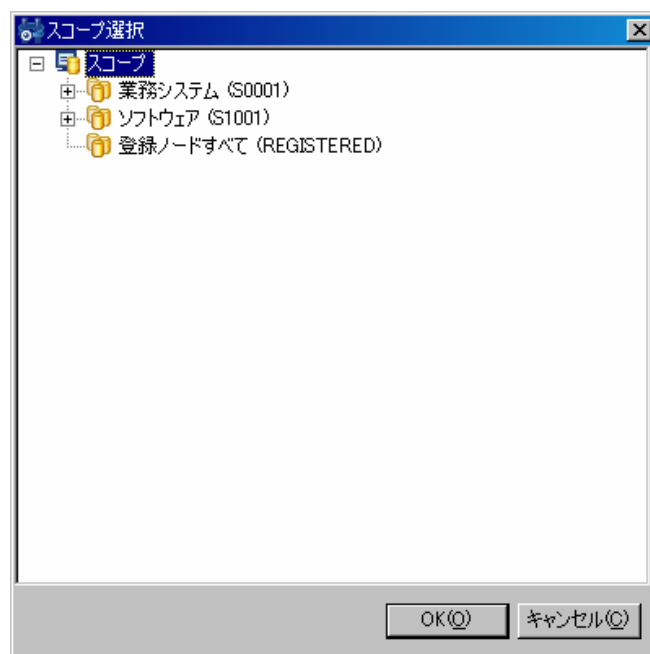 スコープ選択
スコープ
業務システム (S0001)
ソフトウェア (S1001)
登録ノードすべて (REGISTERED)
OK(O) キャンセル(C)